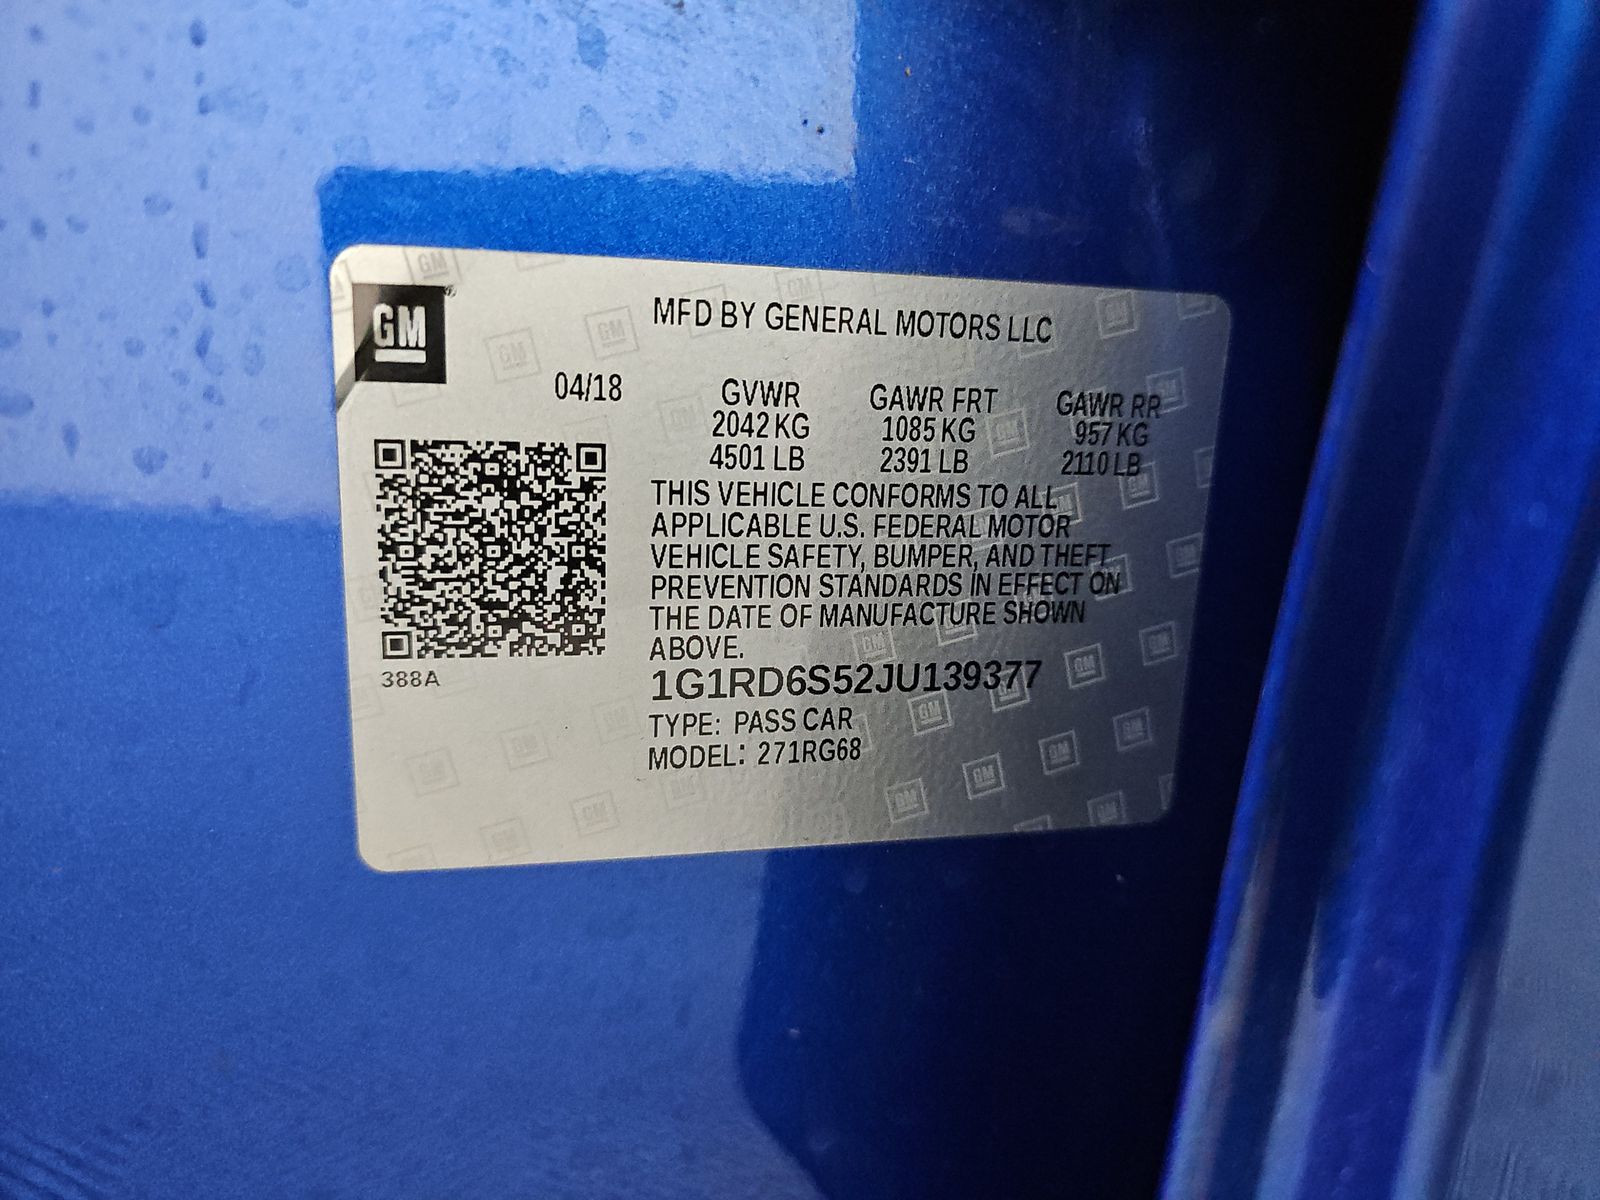 GM
MFD BY GENERAL MOTORS LLC
04/18 GVWR GAWR FRT GAWR RR
2042 KG 1085 KG 957 KG
4501 LB 2391 LB 2110 LB
THIS VEHICLE CONFORMS TO ALL
APPLICABLE U.S. FEDERAL MOTOR
VEHICLE SAFETY, BUMPER, AND THEFT
PREVENTION STANDARDS IN EFFECT ON
THE DATE OF MANUFACTURE SHOWN
ABOVE.
388A
1G1RD6S52JU139377
TYPE: PASS CAR
MODEL: 271RG68